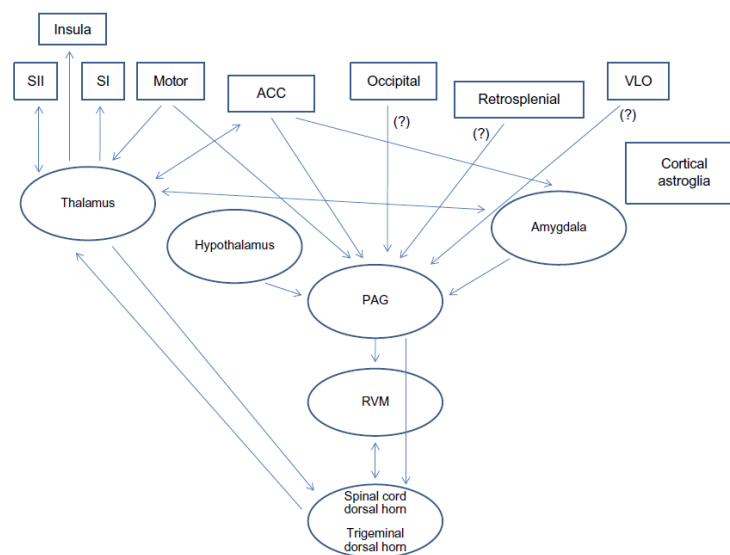 Insula
SII
SI
Motor
ACC
Occipital
Retrosplenial
VLO
(?)
(?)
(?)
Cortical
astroglia
Thalamus
Hypothalamus
Amygdala
PAG
RVM
Spinal cord
dorsal horn
Trigeminal
dorsal horn